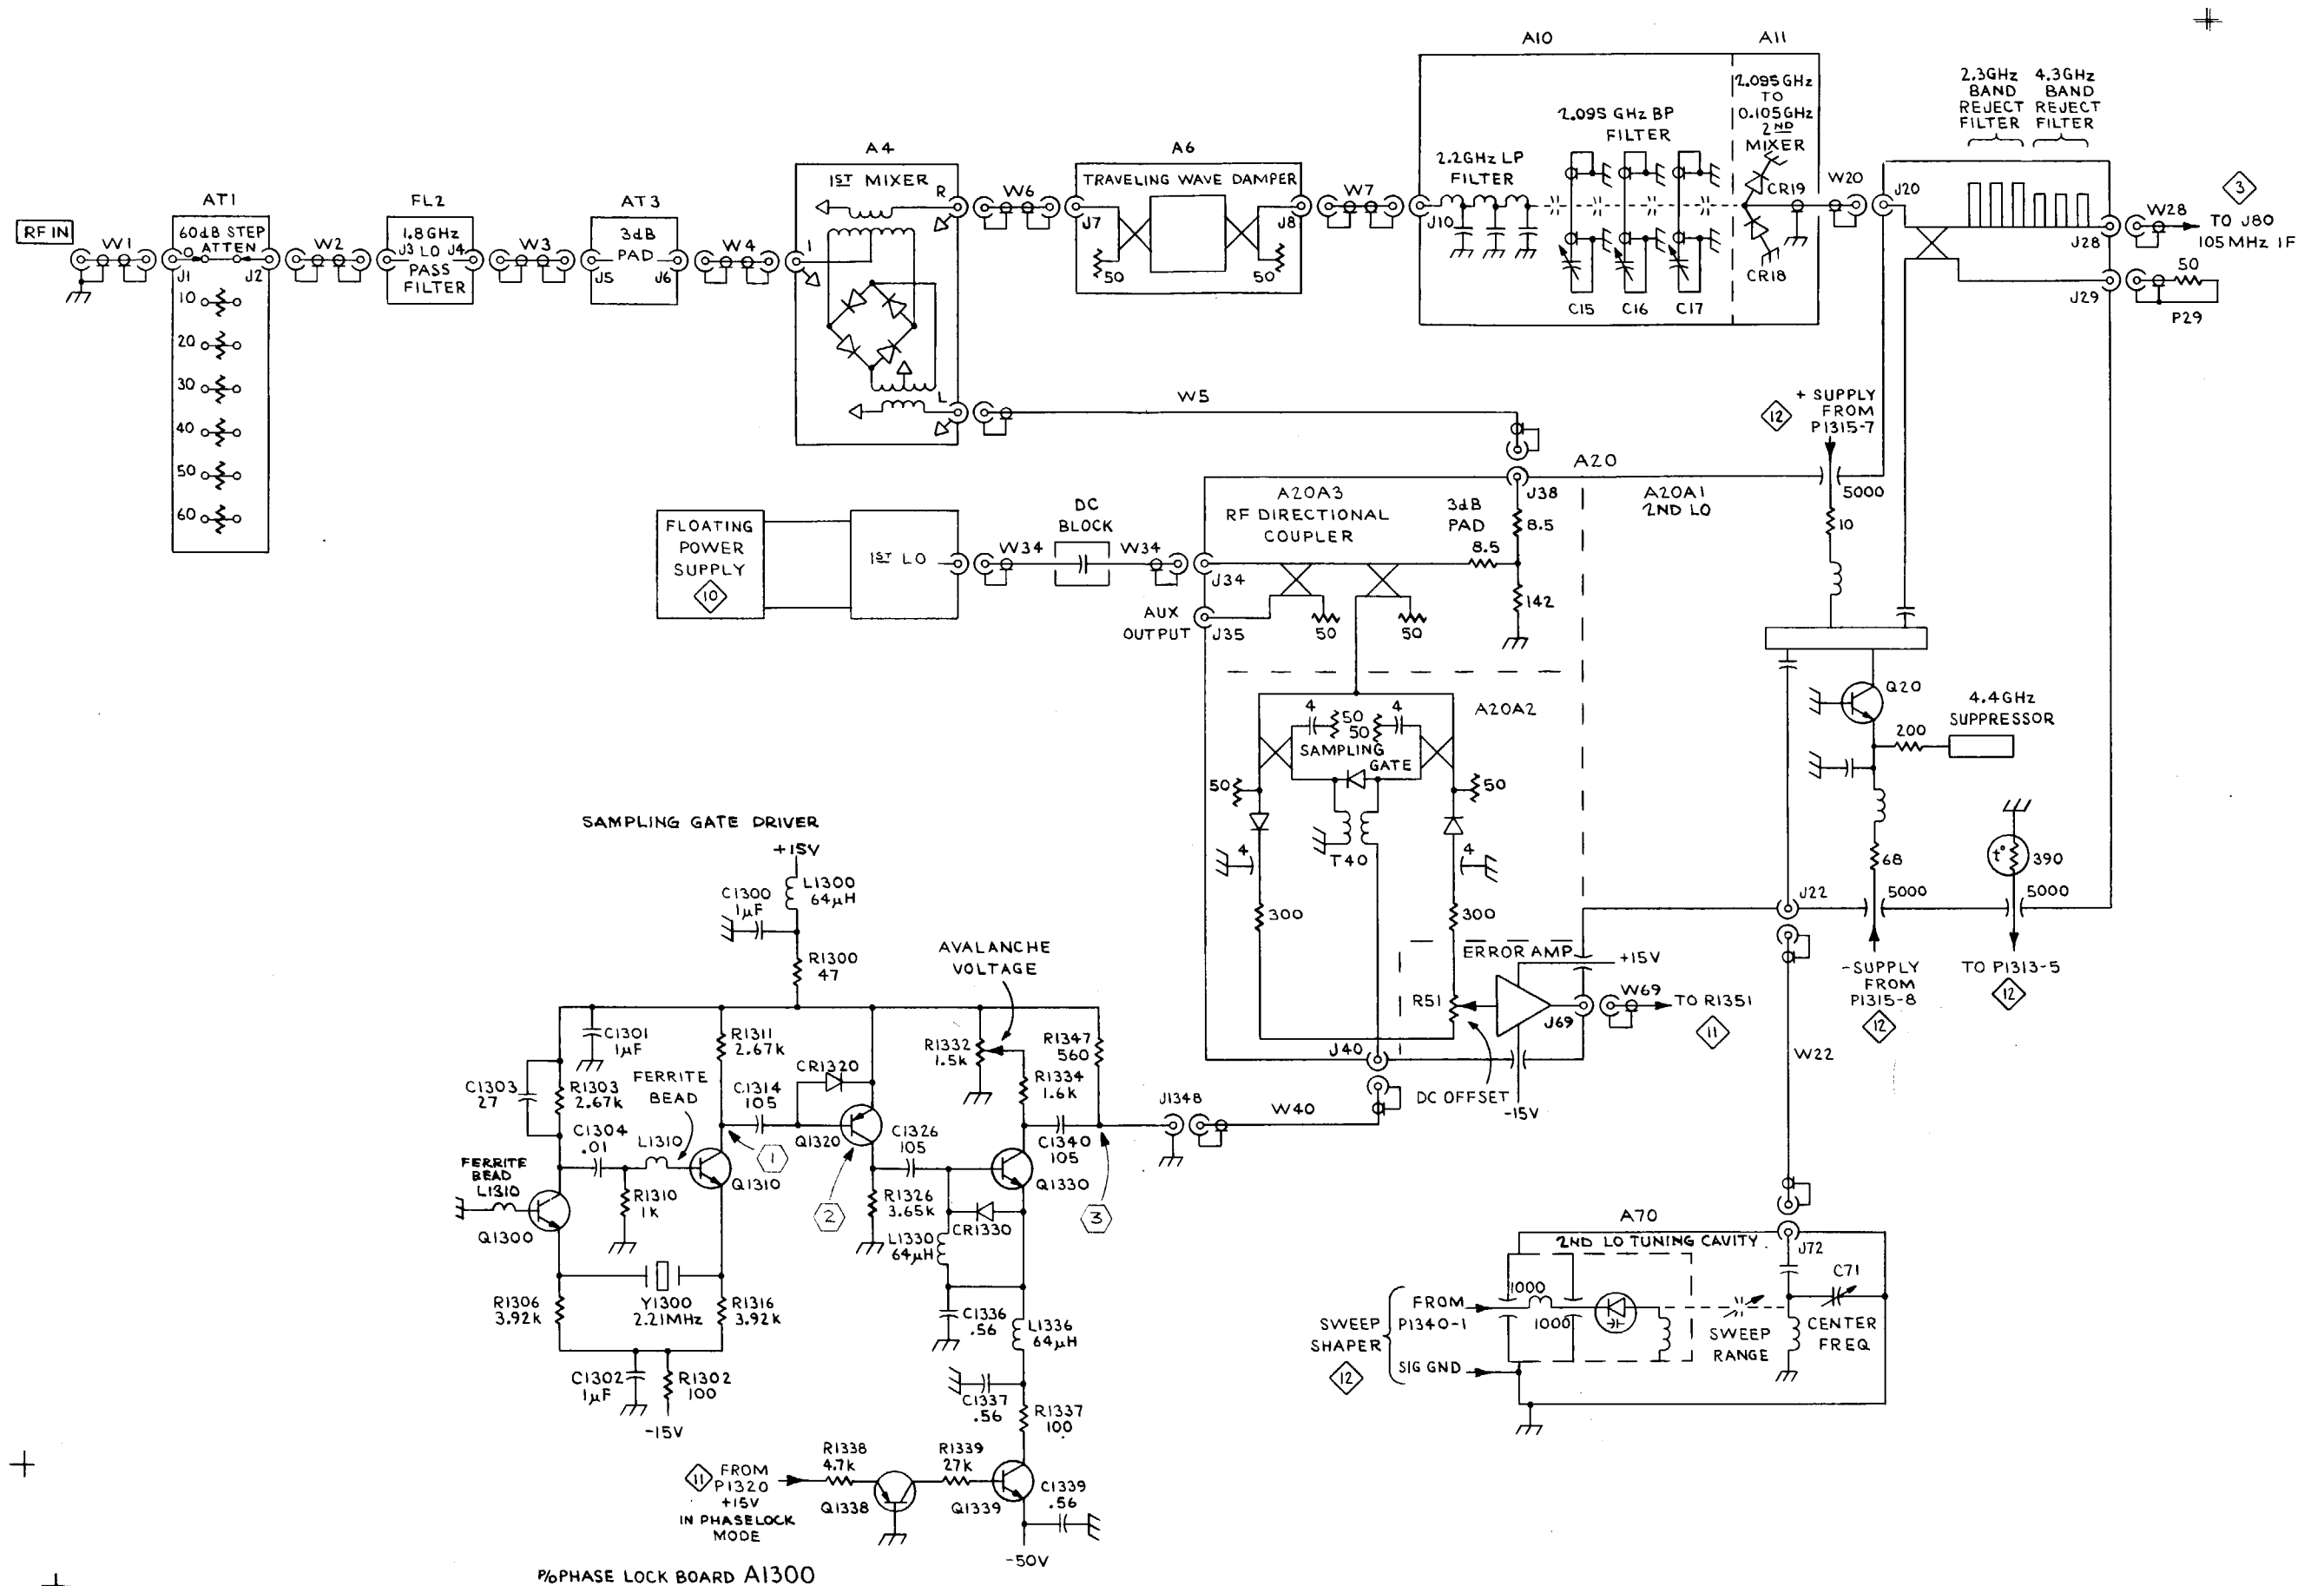 RF IN
W1
AT1
60dB STEP
ATTEN
0
J1
J2
10
20
30
40
50
60
W2
FL2
1.8GHz
J3 LO J4
PASS
FILTER
W3
AT3
3dB
PAD
J5
J6
W4
A4
1ST MIXER
R
I
L
W6
A6
TRAVELING WAVE DAMPER
J7
J8
50
50
W7
A10
A11
2.2GHz LP
FILTER
J10
2.095 GHz BP
FILTER
C15
C16
C17
2.095GHz
TO
0.105GHz
2ND
MIXER
CR19
CR18
W20
J20
2.3GHz
BAND
REJECT
FILTER
4.3GHz
BAND
REJECT
FILTER
J28
J29
W28
3
TO J80
105MHz IF
50
P29
W5
12
+ SUPPLY
FROM
P1315-7
5000
10
A20
A20A1
2ND LO
J38
A20A3
RF DIRECTIONAL
COUPLER
3dB
PAD
8.5
8.5
142
FLOATING
POWER
SUPPLY
10
1ST LO
W34
DC
BLOCK
W34
J34
AUX
OUTPUT
J35
50
50
A20A2
4
50
50
4
SAMPLING
GATE
50
50
T40
4
4
300
300
Q20
4.4GHz
SUPPRESSOR
200
68
t°
390
J22
5000
5000
-SUPPLY
FROM
P1315-8
12
TO P1313-5
12
ERROR AMP
+15V
R51
J69
W69
TO R1351
11
DC OFFSET
-15V
J40
W40
W22
SAMPLING GATE DRIVER
+15V
C1300
1µF
L1300
64µH
R1300
47
C1301
1µF
R1311
2.67k
C1303
27
R1303
2.67k
FERRITE
BEAD
C1304
.01
L1310
FERRITE
BEAD
L1310
Q1300
R1310
1k
Q1310
1
C1314
105
CR1320
Q1320
2
C1326
105
R1326
3.65k
AVALANCHE
VOLTAGE
R1332
1.5k
R1347
560
R1334
1.6k
C1340
105
Q1330
3
J1348
CR1330
L1330
64µH
R1306
3.92k
Y1300
2.21MHz
R1316
3.92k
C1302
1µF
R1302
100
-15V
C1336
.56
L1336
64µH
C1337
.56
R1337
100
11
FROM
P1320
+15V
IN PHASELOCK
MODE
R1338
4.7k
Q1338
R1339
27k
Q1339
C1339
.56
-50V
A70
2ND LO TUNING CAVITY
J72
C71
1000
1000
SWEEP
SHAPER
12
FROM
P1340-1
SIG GND
SWEEP
RANGE
CENTER
FREQ
P/O PHASE LOCK BOARD A1300